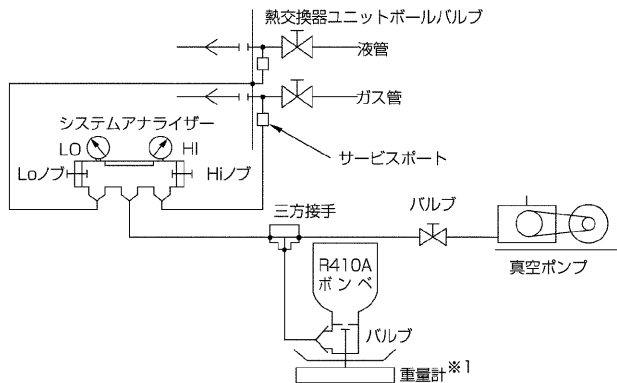 熱交換器ユニットボールバルブ
液管
ガス管
システムアナライザー
LO
HI
Loノブ
Hiノブ
サービスポート
三方接手
バルブ
R410A
ボンベ
真空ポンプ
バルブ
重量計※1